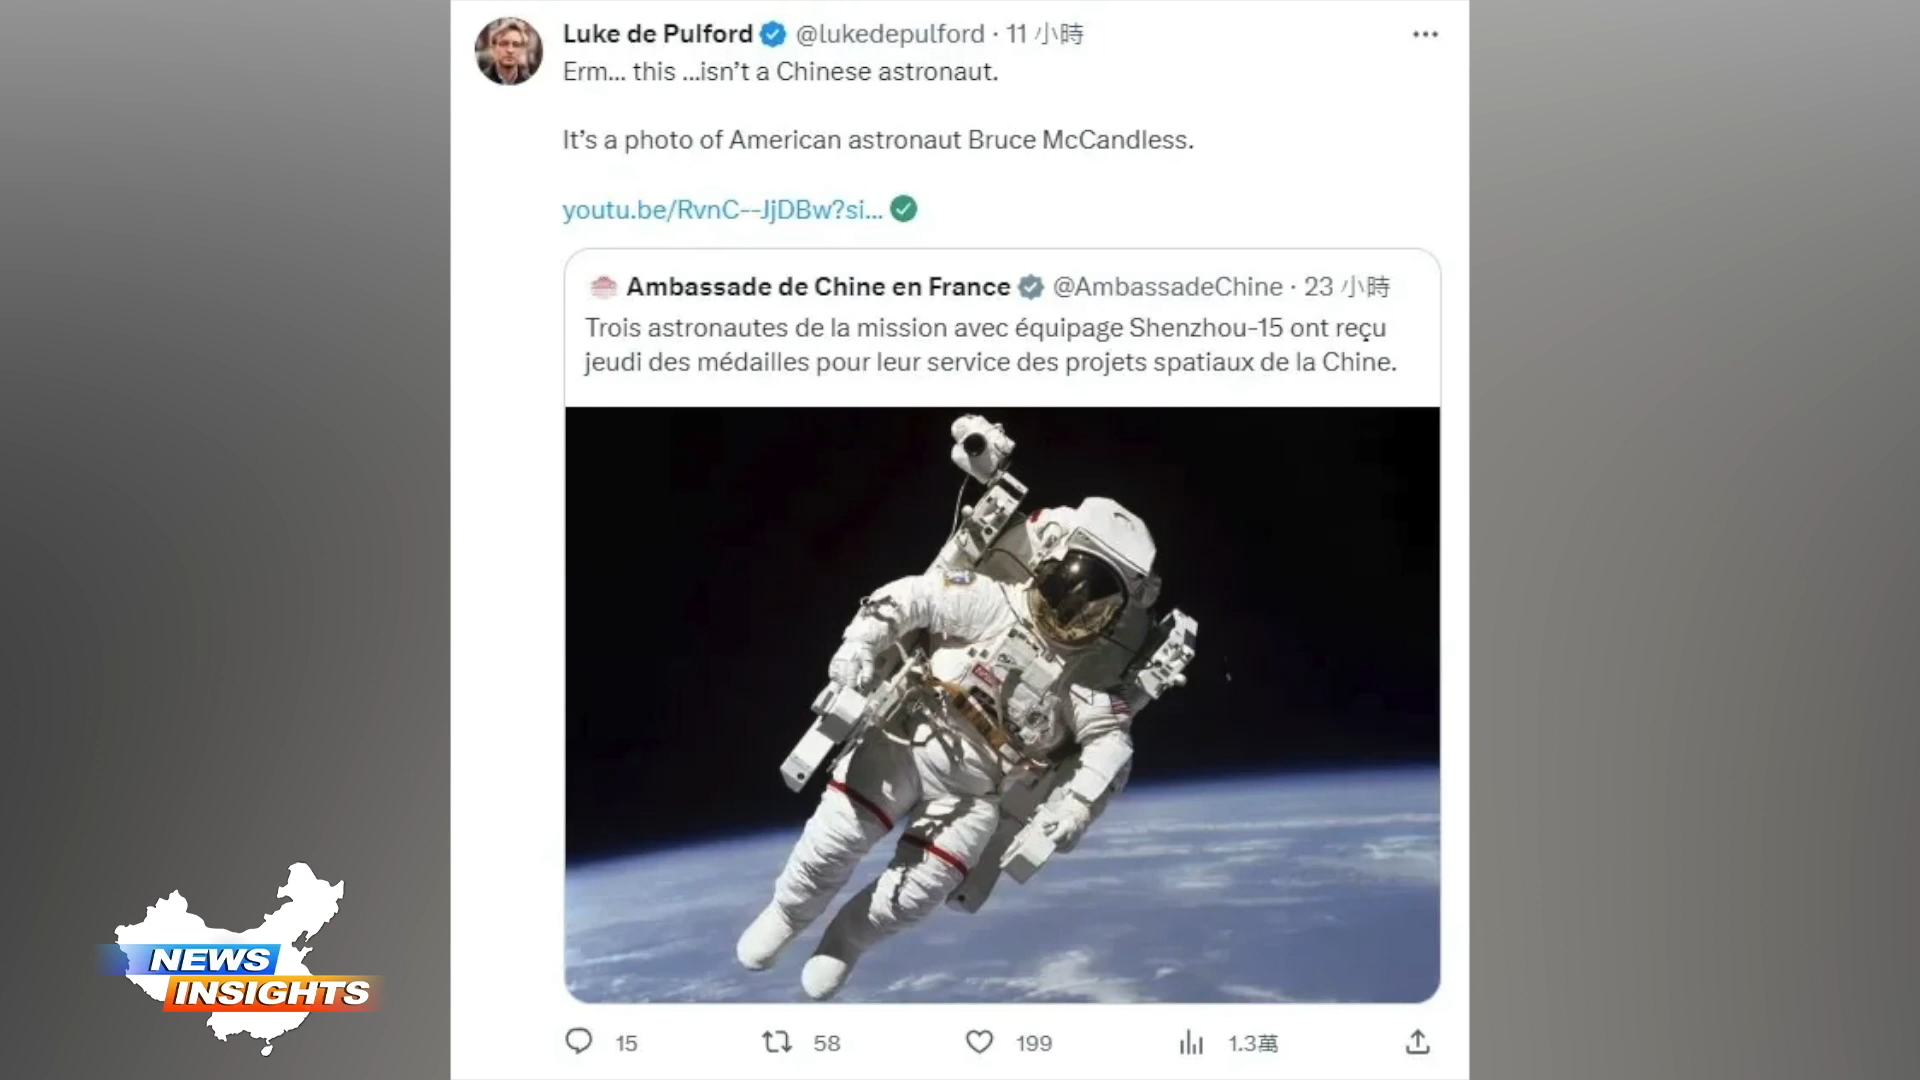 Luke de Pulford @lukedepulford · 11 小時
Erm... this ...isn’t a Chinese astronaut.
It’s a photo of American astronaut Bruce McCandless.
youtu.be/RvnC--JjDBw?si...
Ambassade de Chine en France @AmbassadeChine · 23 小時
Trois astronautes de la mission avec équipage Shenzhou-15 ont reçu
jeudi des médailles pour leur service des projets spatiaux de la Chine.
15 58 199 1.3萬
NEWS
INSIGHTS